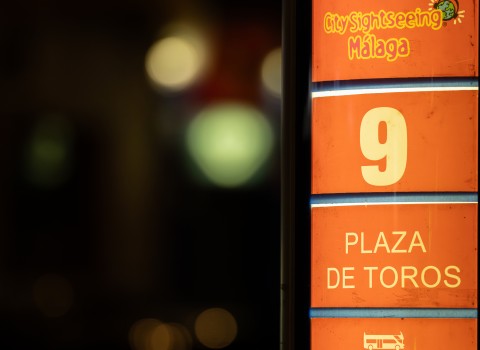 CitySightseeing
Málaga
9
PLAZA
DE TOROS